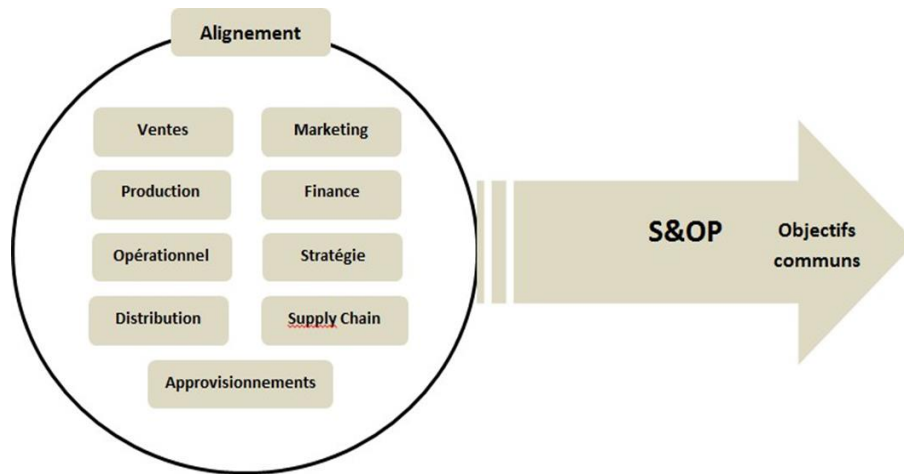 Alignement
Ventes
Marketing
Production
Finance
Opérationnel
Stratégie
Distribution
Supply Chain
Approvisionnements
S&OP
Objectifs
communs